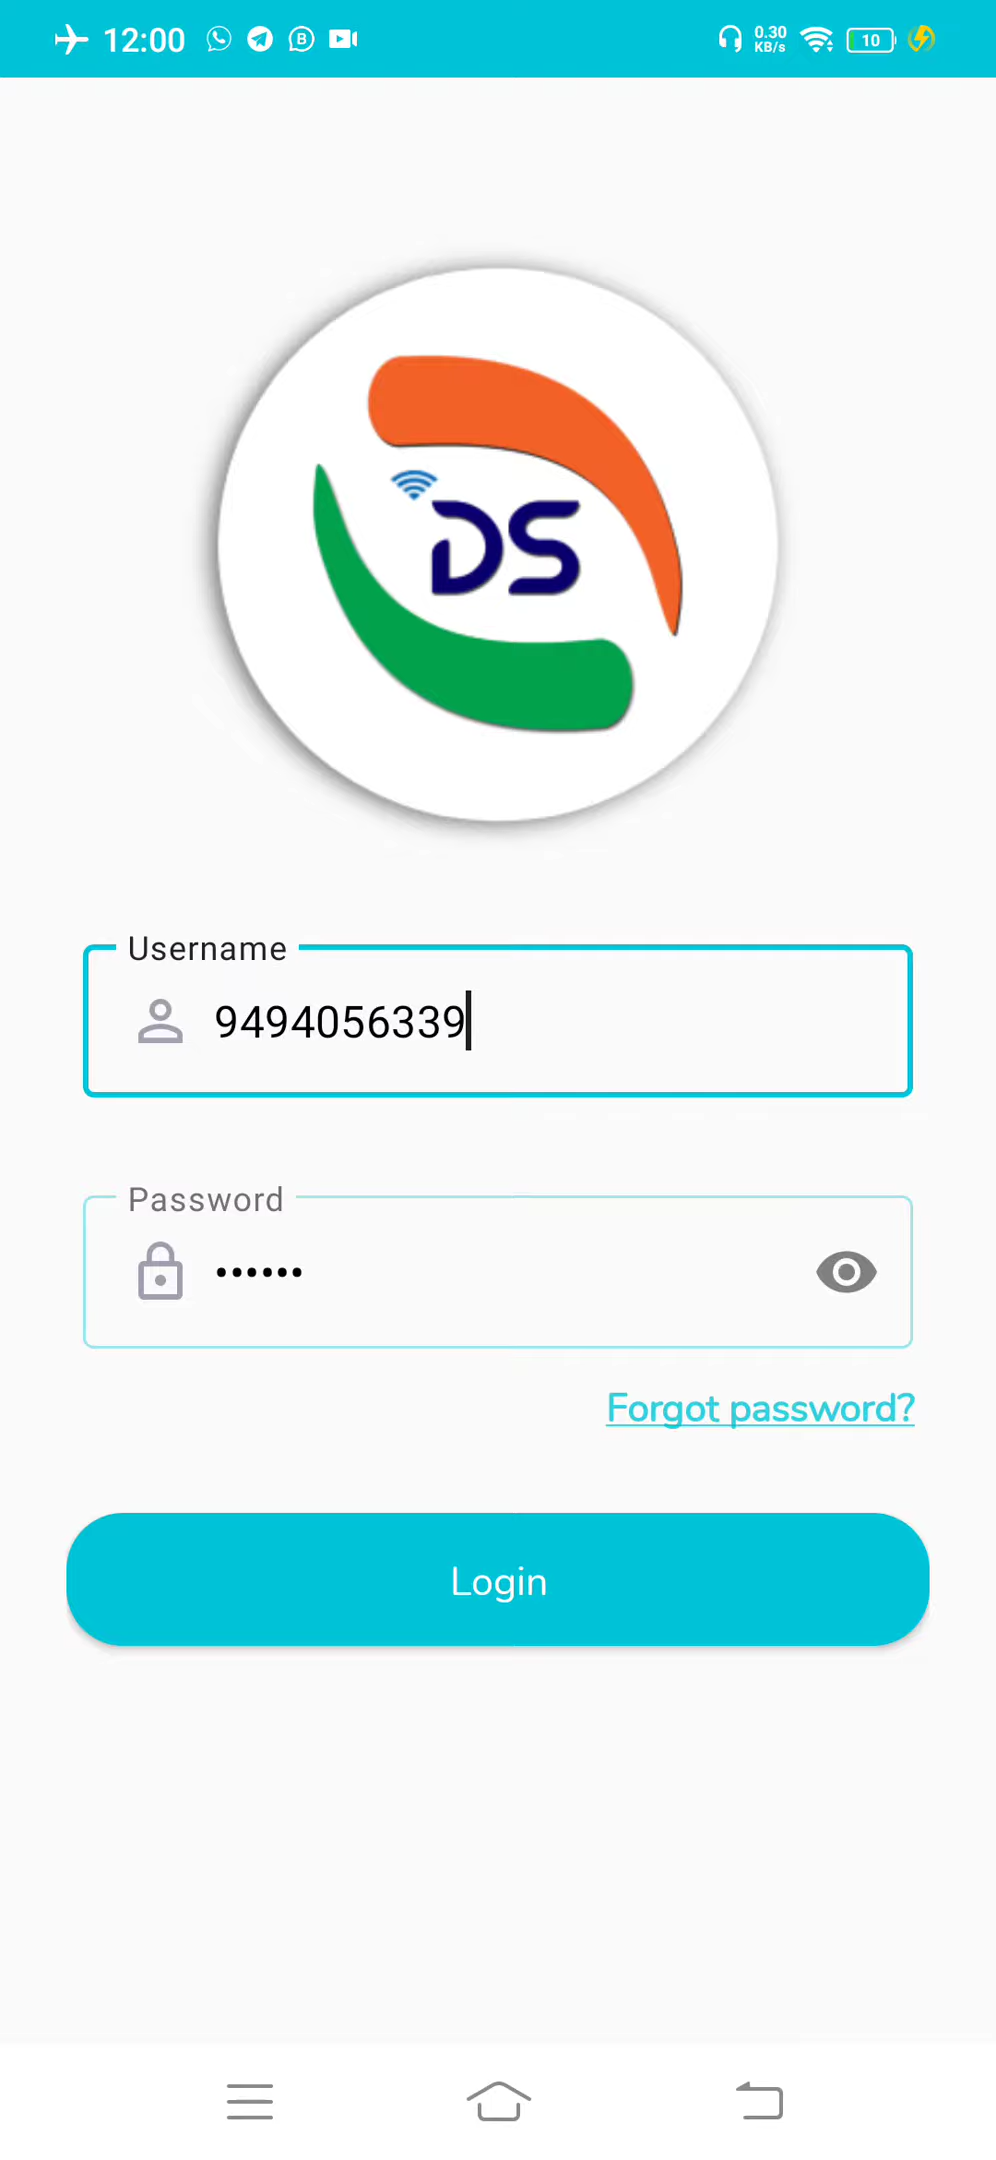 12:00
0.30
KB/s
10
DS
Username
9494056339
Password
••••••
Forgot password?
Login